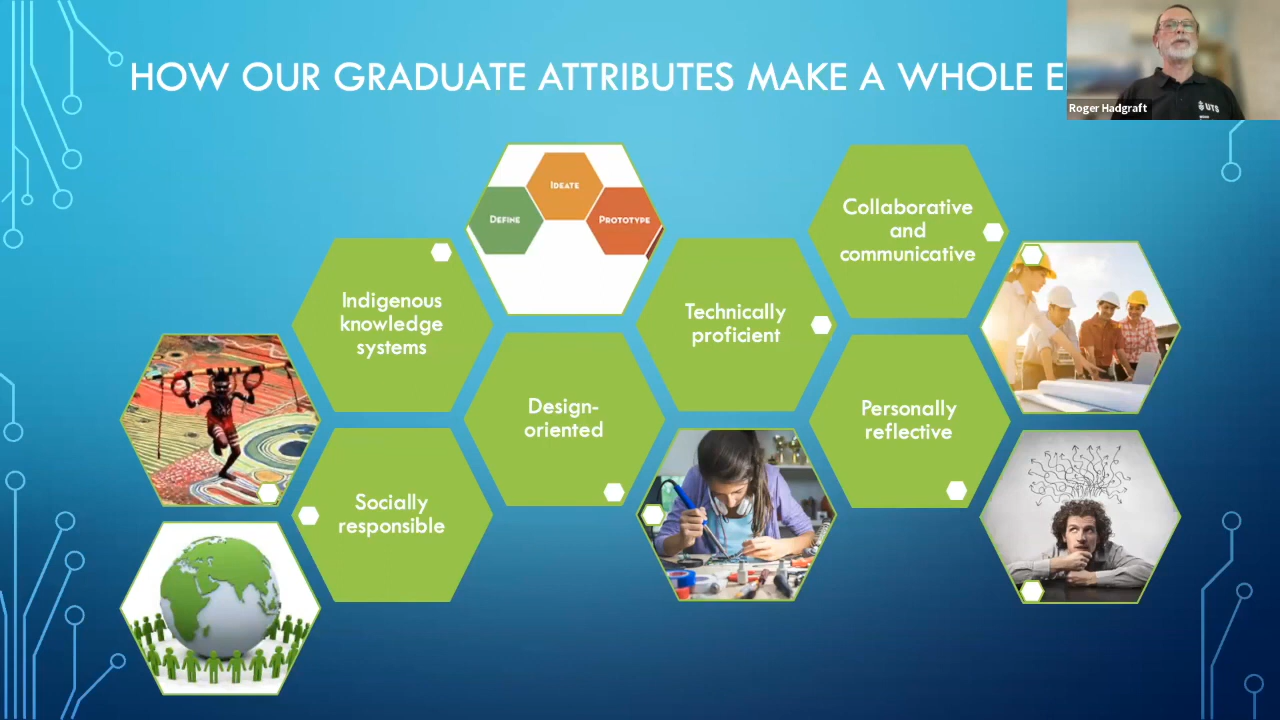 HOW OUR GRADUATE ATTRIBUTES MAKE A WHOLE E
UTS
Roger Hadgraft
IDEATE
DEFINE
PROTOTYPE
Collaborative
and
communicative
Indigenous
knowledge
systems
Technically
proficient
Design-
oriented
Personally
reflective
Socially
responsible